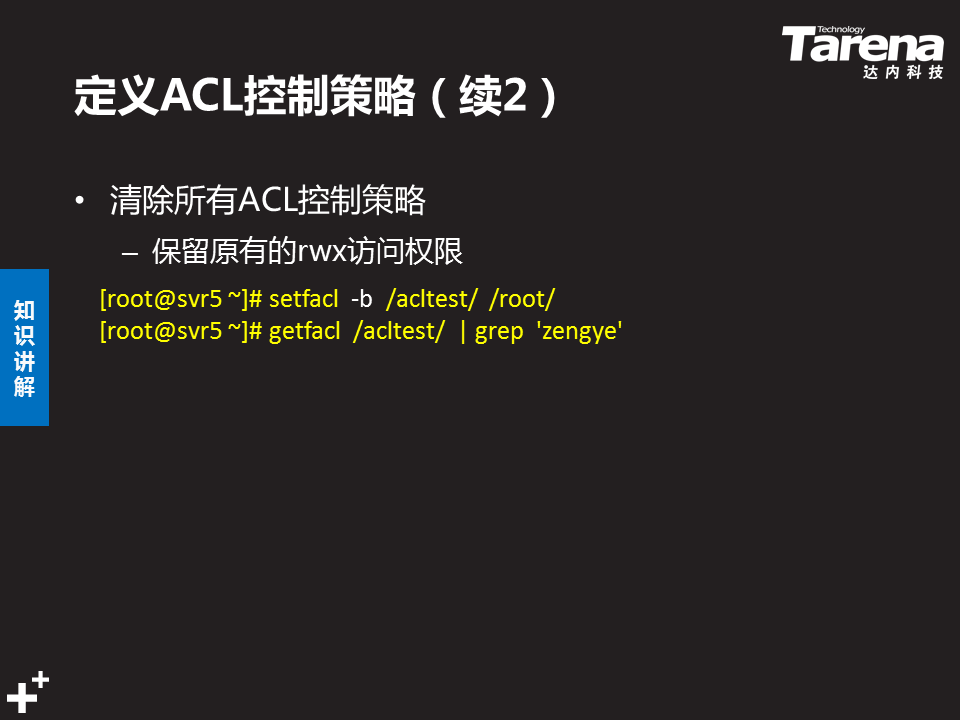 Technology
Tarena
达内科技
定义ACL控制策略（续2）
• 清除所有ACL控制策略
– 保留原有的rwx访问权限
[root@svr5 ~]# setfacl -b /acltest/ /root/
[root@svr5 ~]# getfacl /acltest/ | grep 'zengye'
知识讲解